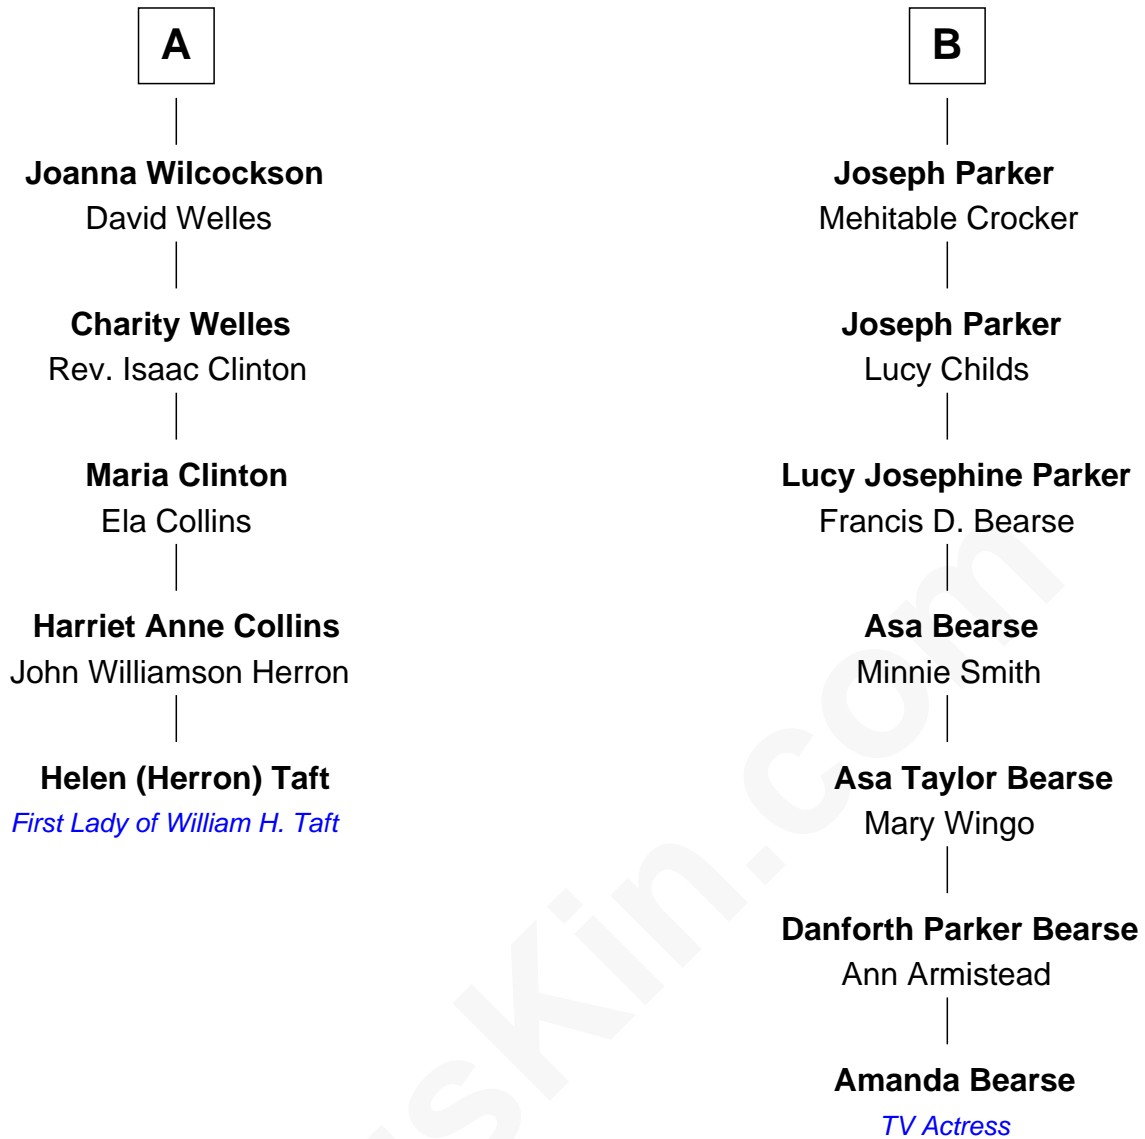 A
Joanna Wilcockson
David Welles
Charity Welles
Rev. Isaac Clinton
Maria Clinton
Ela Collins
Harriet Anne Collins
John Williamson Herron
Helen (Herron) Taft
First Lady of William H. Taft
B
Joseph Parker
Mehitable Crocker
Joseph Parker
Lucy Childs
Lucy Josephine Parker
Francis D. Bearse
Asa Bearse
Minnie Smith
Asa Taylor Bearse
Mary Wingo
Danforth Parker Bearse
Ann Armistead
Amanda Bearse
TV Actress
sKin.com